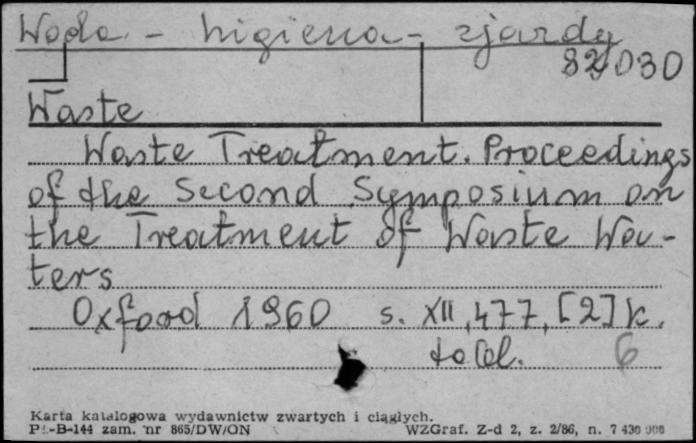 Woda - higiena - zjazdy
82030
Waste
Waste Treatment. Proceedings
of the Second Symposium on
the Treatment of Waste Wa-
ters
Oxford 1960 s. XII, 477, [2] k.
tabl. 6
Karta katalogowa wydawnictw zwartych i ciągłych.
Pu-B-144 zam. nr 865/DW/ON WZGraf. Z-d 2, z. 2/86, n. 7 430 000